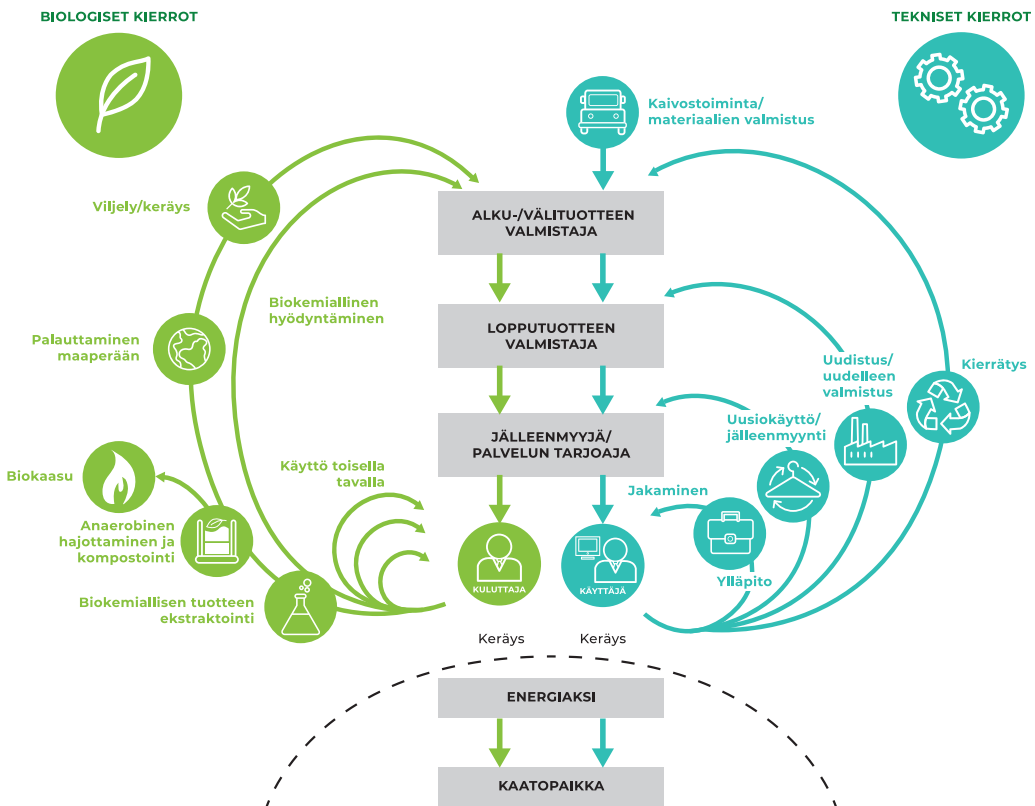 BIOLOGISET KIERROT
TEKNISET KIERROT
Kaivostoiminta/
materiaalien valmistus
Viljely/keräys
ALKU-/VÄLITUOTTEEN
VALMISTAJA
Biokemiallinen
hyödyntäminen
LOPPUTUOTTEEN
VALMISTAJA
Palauttaminen
maaperään
Uudistus/
uudelleen
valmistus
Kierrätys
Uusiokäyttö/
jälleenmyynti
JÄLLEENMYYJÄ/
PALVELUN TARJOAJA
Käyttö toisella
tavalla
Biokaasu
Jakaminen
Anaerobinen
hajottaminen ja
kompostointi
Ylläpito
KULUTTAJA
KÄYTTÄJÄ
Biokemiallisen tuotteen
ekstraktointi
Keräys
Keräys
ENERGIAKSI
KAATOPAIKKA